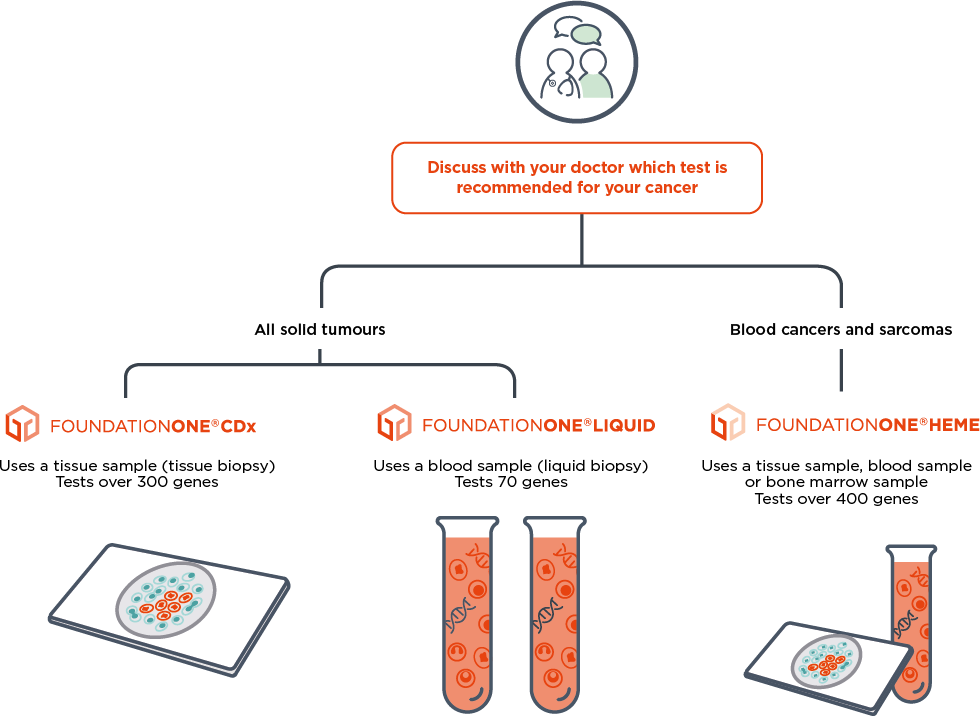 Discuss with your doctor which test is
recommended for your cancer
All solid tumours
Blood cancers and sarcomas
FOUNDATIONONE®CDx
Uses a tissue sample (tissue biopsy)
Tests over 300 genes
FOUNDATIONONE®LIQUID
Uses a blood sample (liquid biopsy)
Tests 70 genes
FOUNDATIONONE®HEME
Uses a tissue sample, blood sample
or bone marrow sample
Tests over 400 genes